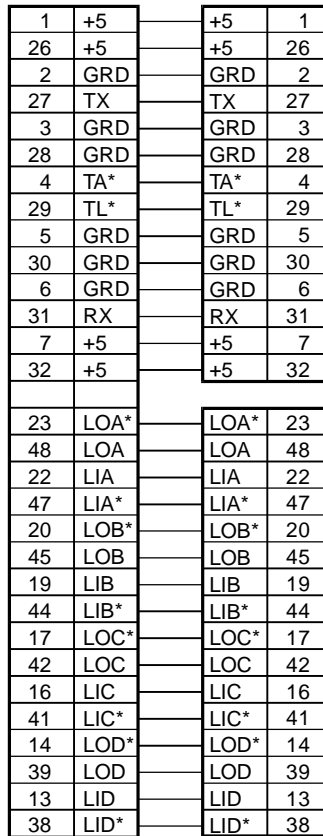 1 +5 +5 1
26 +5 +5 26
2 GRD GRD 2
27 TX TX 27
3 GRD GRD 3
28 GRD GRD 28
4 TA* TA* 4
29 TL* TL* 29
5 GRD GRD 5
30 GRD GRD 30
6 GRD GRD 6
31 RX RX 31
7 +5 +5 7
32 +5 +5 32
23 LOA* LOA* 23
48 LOA LOA 48
22 LIA LIA 22
47 LIA* LIA* 47
20 LOB* LOB* 20
45 LOB LOB 45
19 LIB LIB 19
44 LIB* LIB* 44
17 LOC* LOC* 17
42 LOC LOC 42
16 LIC LIC 16
41 LIC* LIC* 41
14 LOD* LOD* 14
39 LOD LOD 39
13 LID LID 13
38 LID* LID* 38